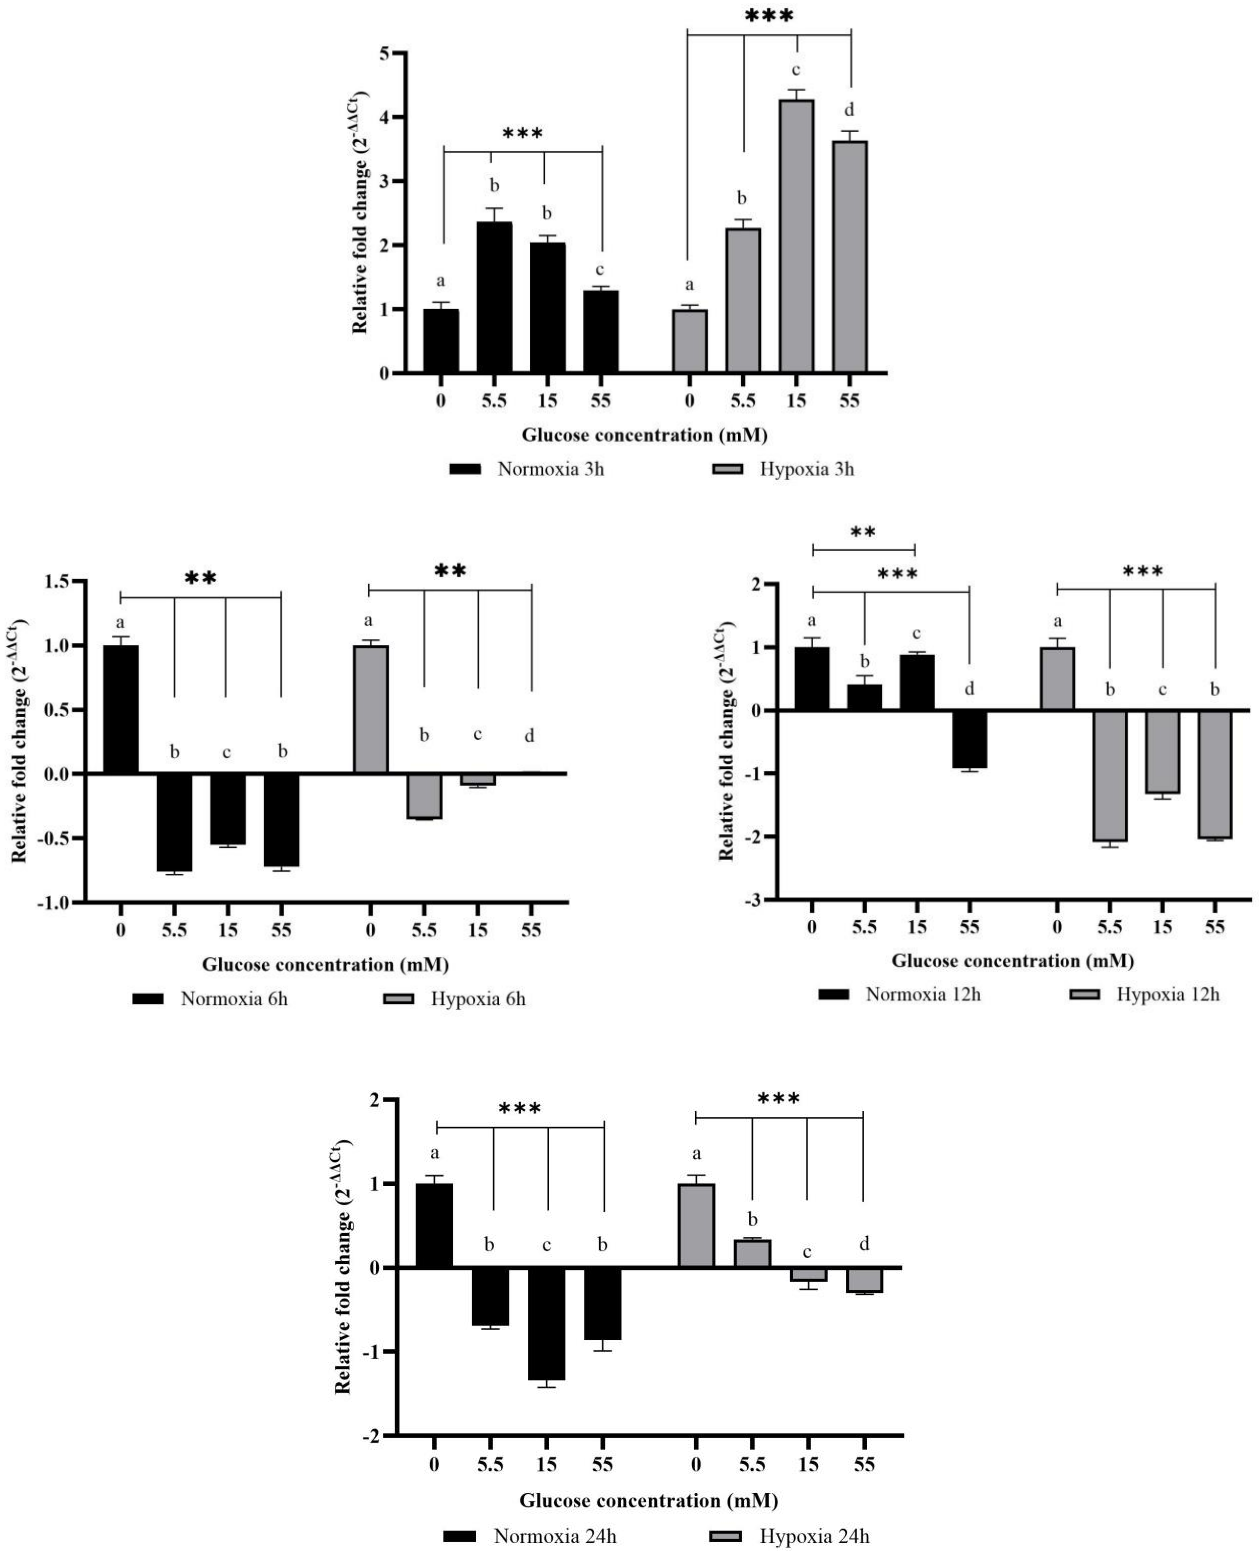 ***
***
5
4
3
2
1
0
Relative fold change (2-ΔΔCt)
a
b
b
c
a
b
c
d
0 5.5 15 55 0 5.5 15 55
Glucose concentration (mM)
Normoxia 3h Hypoxia 3h
**
**
1.5
1.0
0.5
0.0
-0.5
-1.0
Relative fold change (2-ΔΔCt)
a
b
c
b
a
b
c
d
0 5.5 15 55 0 5.5 15 55
Glucose concentration (mM)
Normoxia 6h Hypoxia 6h
**
***
***
2
1
0
-1
-2
-3
Relative fold change (2-ΔΔCt)
a
b
c
d
a
b
c
b
0 5.5 15 55 0 5.5 15 55
Glucose concentration (mM)
Normoxia 12h Hypoxia 12h
***
***
2
1
0
-1
-2
Relative fold change (2-ΔΔCt)
a
b
c
b
a
b
c
d
0 5.5 15 55 0 5.5 15 55
Glucose concentration (mM)
Normoxia 24h Hypoxia 24h